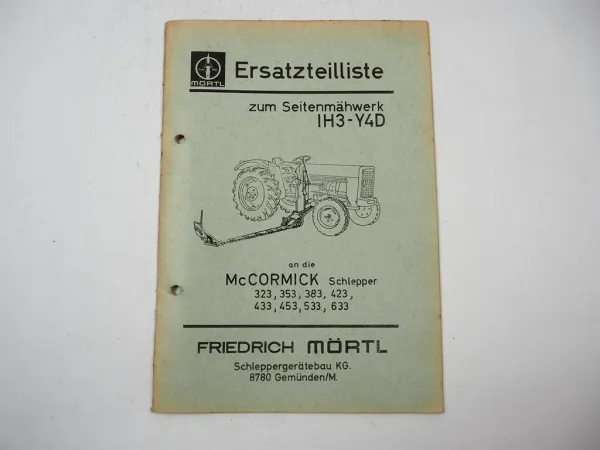 MÖRTL
Ersatzteilliste
zum Seitenmähwerk
IH3-Y4D
an die
McCORMICK Schlepper
323, 353, 383, 423,
433, 453, 533, 633
FRIEDRICH MÖRTL
Schleppergerätebau KG.
8780 Gemünden/M.